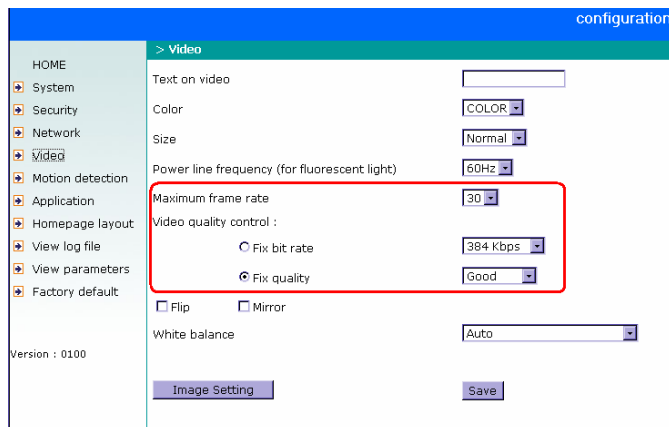 configuration
HOME
System
Security
Network
Video
Motion detection
Application
Homepage layout
View log file
View parameters
Factory default
Version : 0100
> Video
Text on video
Color COLOR
Size Normal
Power line frequency (for fluorescent light) 60Hz
Maximum frame rate 30
Video quality control :
Fix bit rate 384 Kbps
Fix quality Good
Flip Mirror
White balance Auto
Image Setting Save